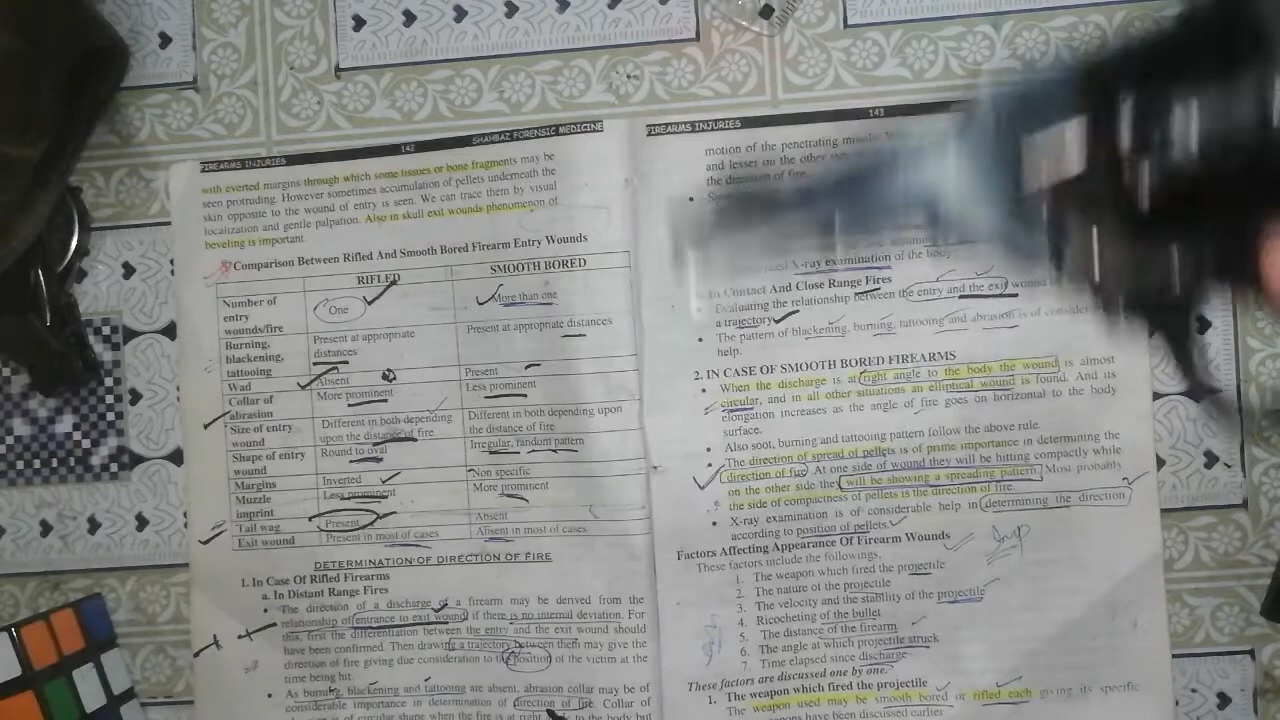 FIREARMS INJURIES 142 SHAHBAZ FORENSIC MEDICINE
with everted margins through which some tissues or bone fragments may be
seen protruding. However sometimes accumulation of pellets underneath the
skin opposite to the wound of entry is seen. We can trace them by visual
localization and gentle palpation. Also in skull exit wounds phenomenon of
beveling is important.
Comparison Between Rifled And Smooth Bored Firearm Entry Wounds
RIFLED SMOOTH BORED
Number of entry wounds/fire One More than one
Burning, blackening, tattooing Present at appropriate distances Present at appropriate distances
Wad Absent Present
Collar of abrasion More prominent Less prominent
Size of entry wound Different in both depending upon the distance of fire. Different in both depending upon the distance of fire
Shape of entry wound Round to oval Irregular, random pattern
Margins Inverted Non specific
Muzzle imprint Less prominent More prominent
Tail wag Present Absent
Exit wound Present in most of cases Absent in most of cases.
DETERMINATION OF DIRECTION OF FIRE
1. In Case Of Rifled Firearms
a. In Distant Range Fires
• The direction of a discharge of a firearm may be derived from the
relationship of entrance to exit wound if there is no internal deviation. For
this, first the differentiation between the entry and the exit wound should
have been confirmed. Then drawing a trajectory between them may give the
direction of fire giving due consideration to position of the victim at the
time being hit.
• As burning, blackening and tattooing are absent, abrasion collar may be of
considerable importance in determination of direction of fire. Collar of
is of circular shape when the fire is at right to the body but
FIREARMS INJURIES 143
motion of the penetrating
and lesser on the other
the direction of fire.
X-ray examination of the body
In Contact And Close Range Fires
Evaluating the relationship between the entry and the exit wound
a trajectory
• The pattern of blackening, burning, tattooing and abrasion is of
help.
2. IN CASE OF SMOOTH BORED FIREARMS
• When the discharge is at right angle to the body the wound is almost
circular, and in all other situations an elliptical wound is found. And its
elongation increases as the angle of fire goes on horizontal to the body
surface.
• Also soot, burning and tattooing pattern follow the above rule.
• The direction of spread of pellets is of prime importance in determining the
direction of fire. At one side of wound they will be hitting compactly while
on the other side they will be showing a spreading pattern. Most probably
the side of compactness of pellets is the direction of fire.
• X-ray examination is of considerable help in determining the direction
according to position of pellets.
Factors Affecting Appearance Of Firearm Wounds Imp
These factors include the followings.
1. The weapon which fired the projectile
2. The nature of the projectile
3. The velocity and the stability of the projectile
4. Ricocheting of the bullet
5. The distance of the firearm
6. The angle at which projectile struck
7. Time elapsed since discharge
These factors are discussed one by one.
1. The weapon which fired the projectile
The weapon used may be smooth bored or rifled each giving its specific
have been discussed earlier